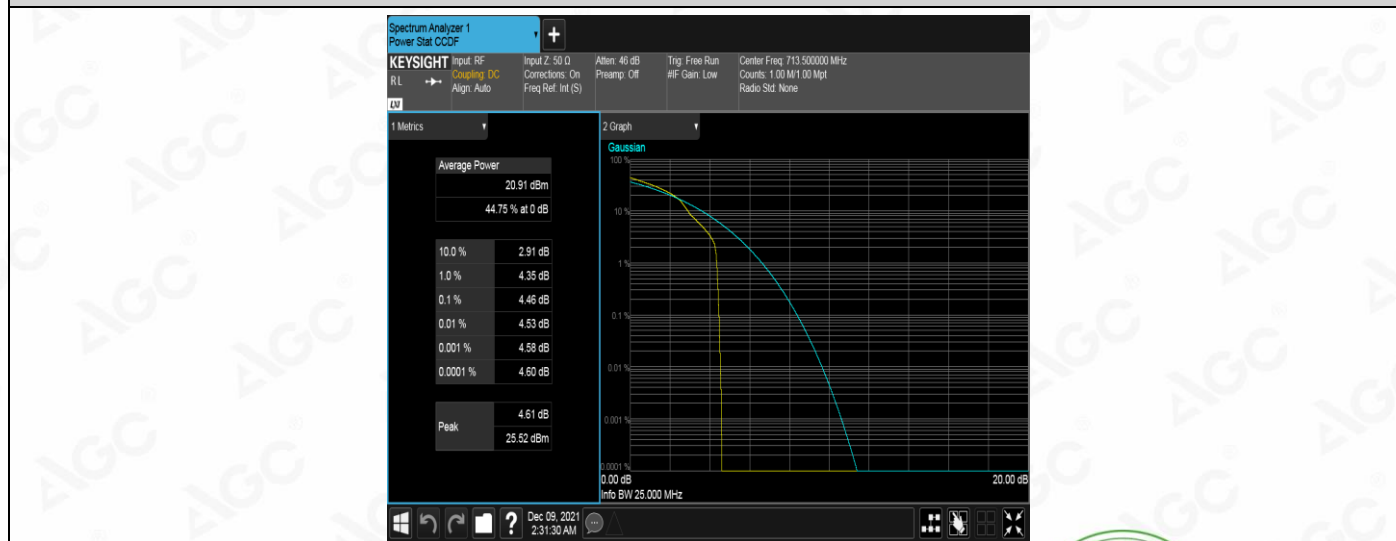 Spectrum Analyzer 1
Power Stat CCDF
+
KEYSIGHT
RL
LXI
Input: RF
Coupling: DC
Align: Auto
Input Z: 50 Ω
Corrections: On
Freq Ref: Int (S)
Atten: 46 dB
Preamp: Off
Trig: Free Run
#IF Gain: Low
Center Freq: 713.500000 MHz
Counts: 1.00 M/1.00 Mpt
Radio Std: None
1 Metrics
Average Power
20.91 dBm
44.75 % at 0 dB
10.0 % 2.91 dB
1.0 % 4.35 dB
0.1 % 4.46 dB
0.01 % 4.53 dB
0.001 % 4.58 dB
0.0001 % 4.60 dB
Peak
4.61 dB
25.52 dBm
2 Graph
Gaussian
100 %
10 %
1 %
0.1 %
0.01 %
0.001 %
0.0001 %
0.00 dB 20.00 dB
Info BW 25.000 MHz
?
Dec 09, 2021
2:31:30 AM
AGC